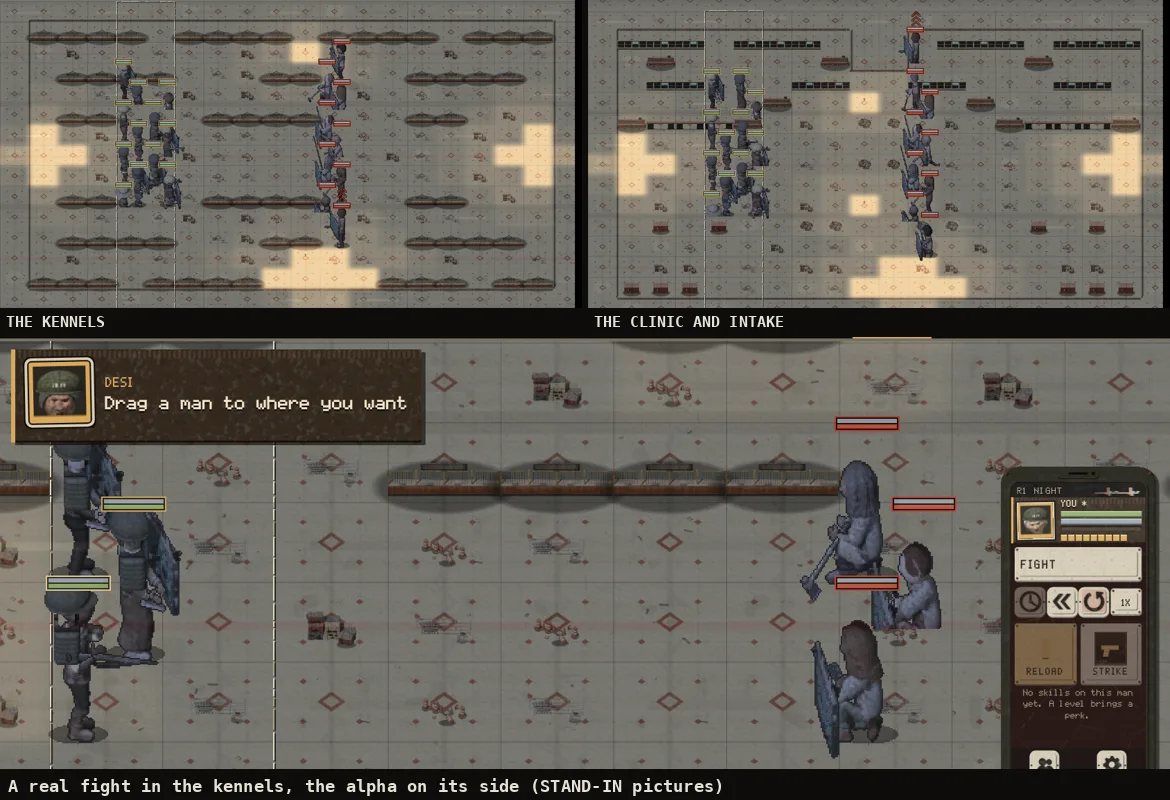 THE KENNELS
THE CLINIC AND INTAKE
DESI
Drag a man to where you want
R1 NIGHT
YOU *
FIGHT
1X
RELOAD
STRIKE
No skills on this man
yet. A level brings a
perk.
A real fight in the kennels, the alpha on its side (STAND-IN pictures)